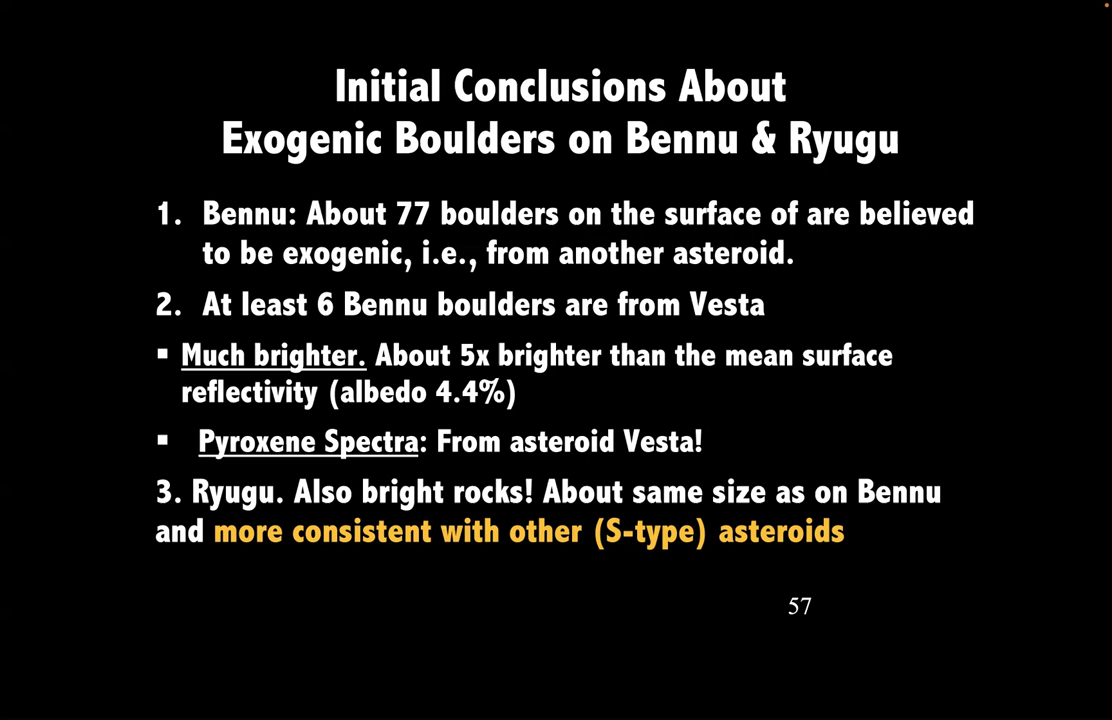 Initial Conclusions About
Exogenic Boulders on Bennu & Ryugu
1. Bennu: About 77 boulders on the surface of are believed
to be exogenic, i.e., from another asteroid.
2. At least 6 Bennu boulders are from Vesta
▪ Much brighter. About 5x brighter than the mean surface
reflectivity (albedo 4.4%)
▪ Pyroxene Spectra: From asteroid Vesta!
3. Ryugu. Also bright rocks! About same size as on Bennu
and more consistent with other (S-type) asteroids
57